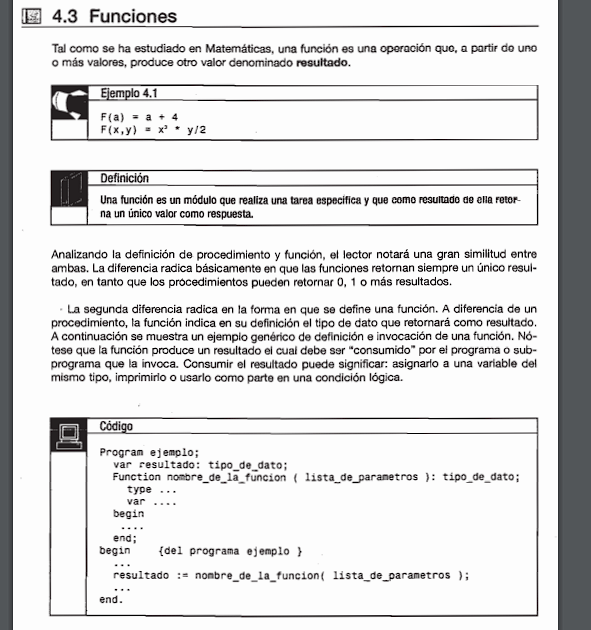 4.3 Funciones
Tal como se ha estudiado en Matemáticas, una función es una operación que, a partir de uno
o más valores, produce otro valor denominado resultado.
Ejemplo 4.1
F(a) = a + 4
F(x,y) = x³ * y/2
Definición
Una función es un módulo que realiza una tarea específica y que como resultado de ella retor-
na un único valor como respuesta.
Analizando la definición de procedimiento y función, el lector notará una gran similitud entre
ambas. La diferencia radica básicamente en que las funciones retornan siempre un único resul-
tado, en tanto que los procedimientos pueden retornar 0, 1 o más resultados.
La segunda diferencia radica en la forma en que se define una función. A diferencia de un
procedimiento, la función indica en su definición el tipo de dato que retornará como resultado.
A continuación se muestra un ejemplo genérico de definición e invocación de una función. Nó-
tese que la función produce un resultado el cual debe ser "consumido" por el programa o sub-
programa que la invoca. Consumir el resultado puede significar: asignarlo a una variable del
mismo tipo, imprimirlo o usarlo como parte en una condición lógica.
Código
Program ejemplo;
var resultado: tipo_de_dato;
Function nombre_de_la_funcion ( lista_de_parametros ): tipo_de_dato;
type ...
var ....
begin
....
end;
begin {del programa ejemplo }
...
resultado := nombre_de_la_funcion( lista_de_parametros );
...
end.